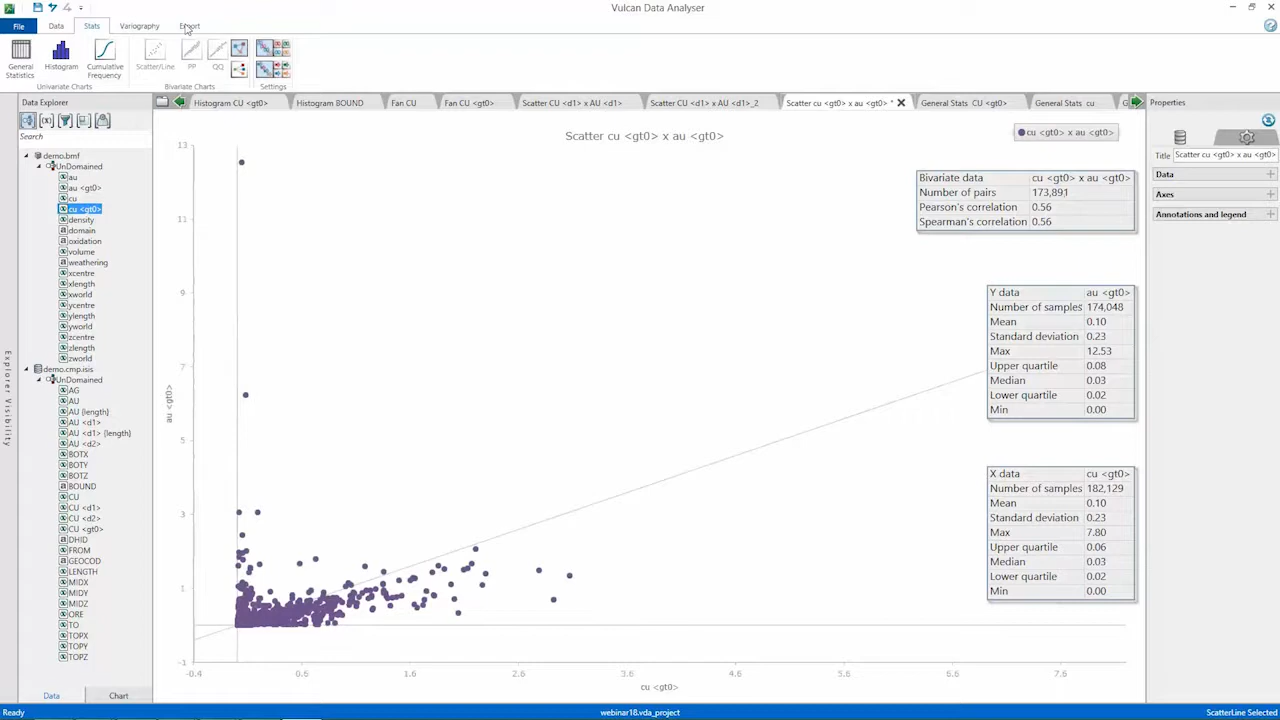 Vulcan Data Analyser
File
Data
Stats
Variography
Export
General Statistics
Histogram
Cumulative Frequency
Scatter/Line
PP
QQ
Univariate Charts
Bivariate Charts
Settings
Data Explorer
Histogram CU <gt0>
Histogram BOUND
Fan CU
Fan CU <gt0>
Scatter CU <d1> x AU <d1>
Scatter CU <d1> x AU <d1>_2
Scatter cu <gt0> x au <gt0> *
General Stats CU <gt0>
General Stats cu
G
Properties
Search
demo.bmf
UnDomained
au
au <gt0>
cu
cu <gt0>
density
domain
oxidation
volume
weathering
xcentre
xlength
xworld
ycentre
ylength
yworld
zcentre
zlength
zworld
demo.cmp.isis
UnDomained
AG
AU
AU {length}
AU <d1>
AU <d1> {length}
AU <d2>
BOTX
BOTY
BOTZ
BOUND
CU
CU <d1>
CU <d2>
CU <gt0>
DHID
FROM
GEOCOD
LENGTH
MIDX
MIDY
MIDZ
ORE
TO
TOPX
TOPY
TOPZ
Data
Chart
Explorer Visibility
Scatter cu <gt0> x au <gt0>
cu <gt0> x au <gt0>
13
11
9
7
5
3
1
-1
au <gt0>
-0.4
0.6
1.6
2.6
3.6
4.6
5.6
6.6
7.6
cu <gt0>
Bivariate data cu <gt0> x au <gt0>
Number of pairs 173,891
Pearson's correlation 0.56
Spearman's correlation 0.56
Y data au <gt0>
Number of samples 174,048
Mean 0.10
Standard deviation 0.23
Max 12.53
Upper quartile 0.08
Median 0.03
Lower quartile 0.02
Min 0.00
X data cu <gt0>
Number of samples 182,129
Mean 0.10
Standard deviation 0.23
Max 7.80
Upper quartile 0.06
Median 0.03
Lower quartile 0.02
Min 0.00
Title Scatter cu <gt0> x au <gt0>
Data
Axes
Annotations and legend
Ready
webinar18.vda_project
ScatterLine Selected